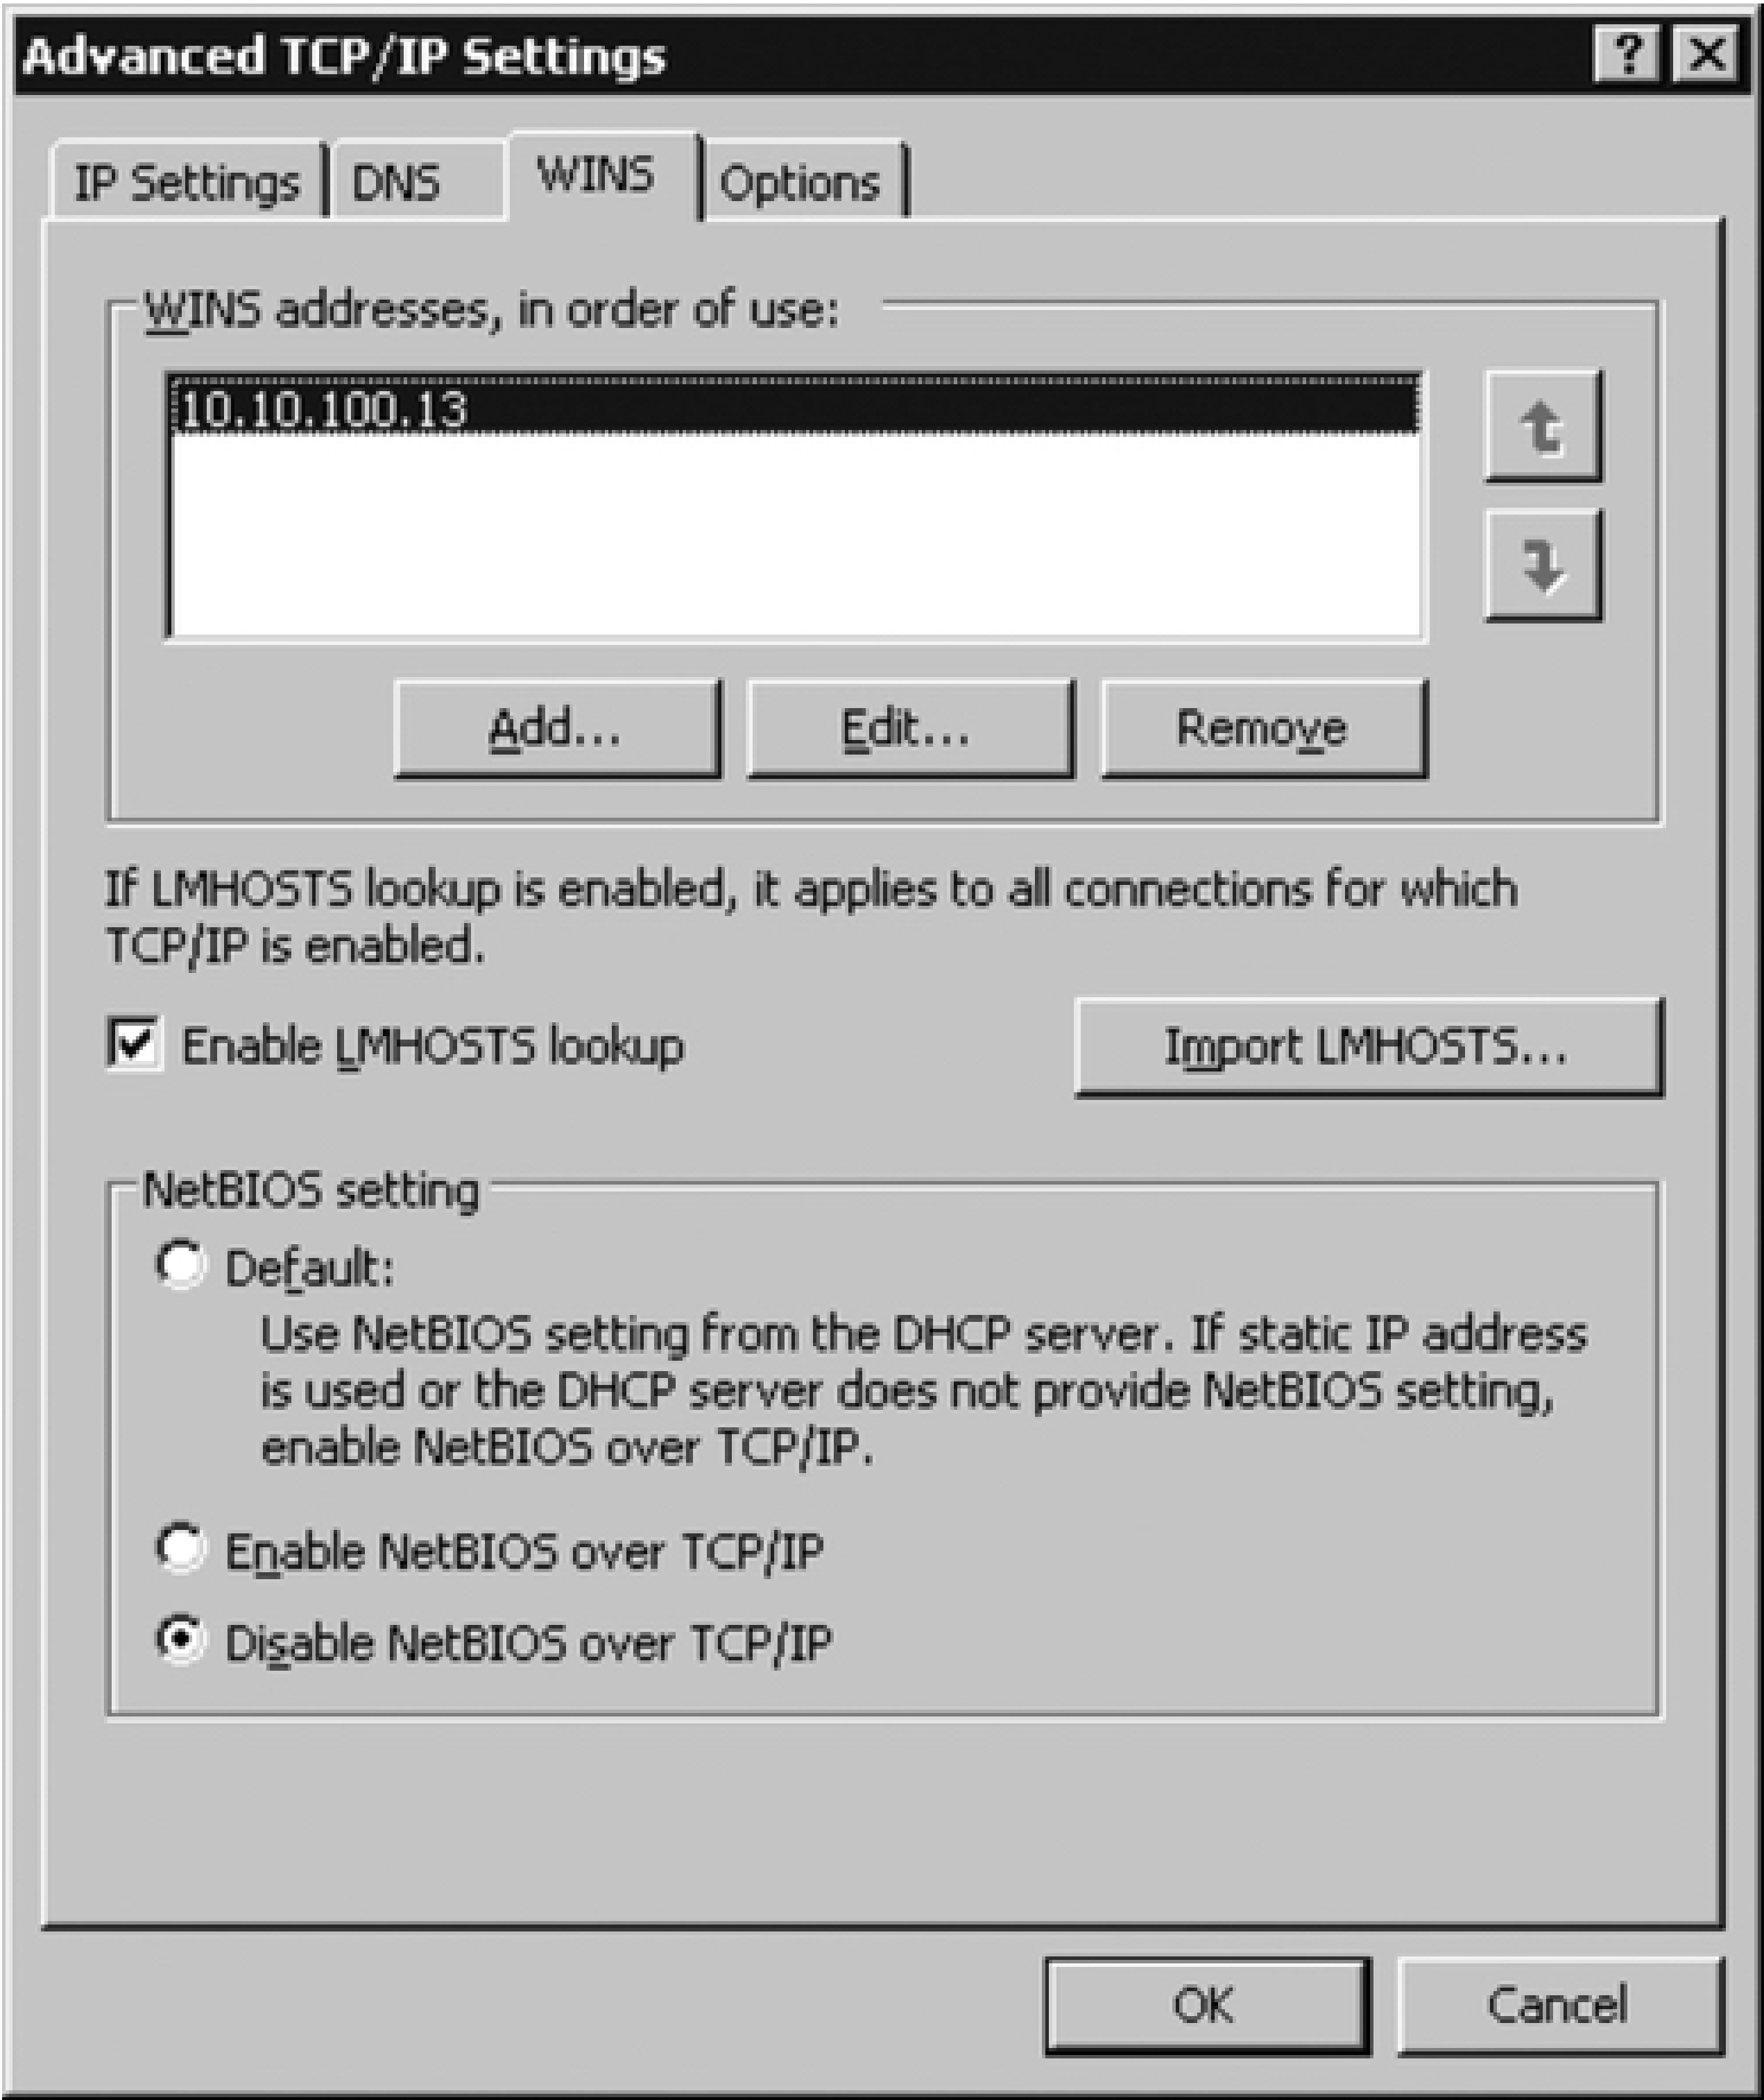 Advanced TCP/IP Settings
IP Settings DNS WINS Options
WINS addresses, in order of use:
10.10.100.13
Add... Edit... Remove
If LMHOSTS lookup is enabled, it applies to all connections for which
TCP/IP is enabled.
Enable LMHOSTS lookup Import LMHOSTS...
NetBIOS setting
Default:
Use NetBIOS setting from the DHCP server. If static IP address
is used or the DHCP server does not provide NetBIOS setting,
enable NetBIOS over TCP/IP.
Enable NetBIOS over TCP/IP
Disable NetBIOS over TCP/IP
OK Cancel